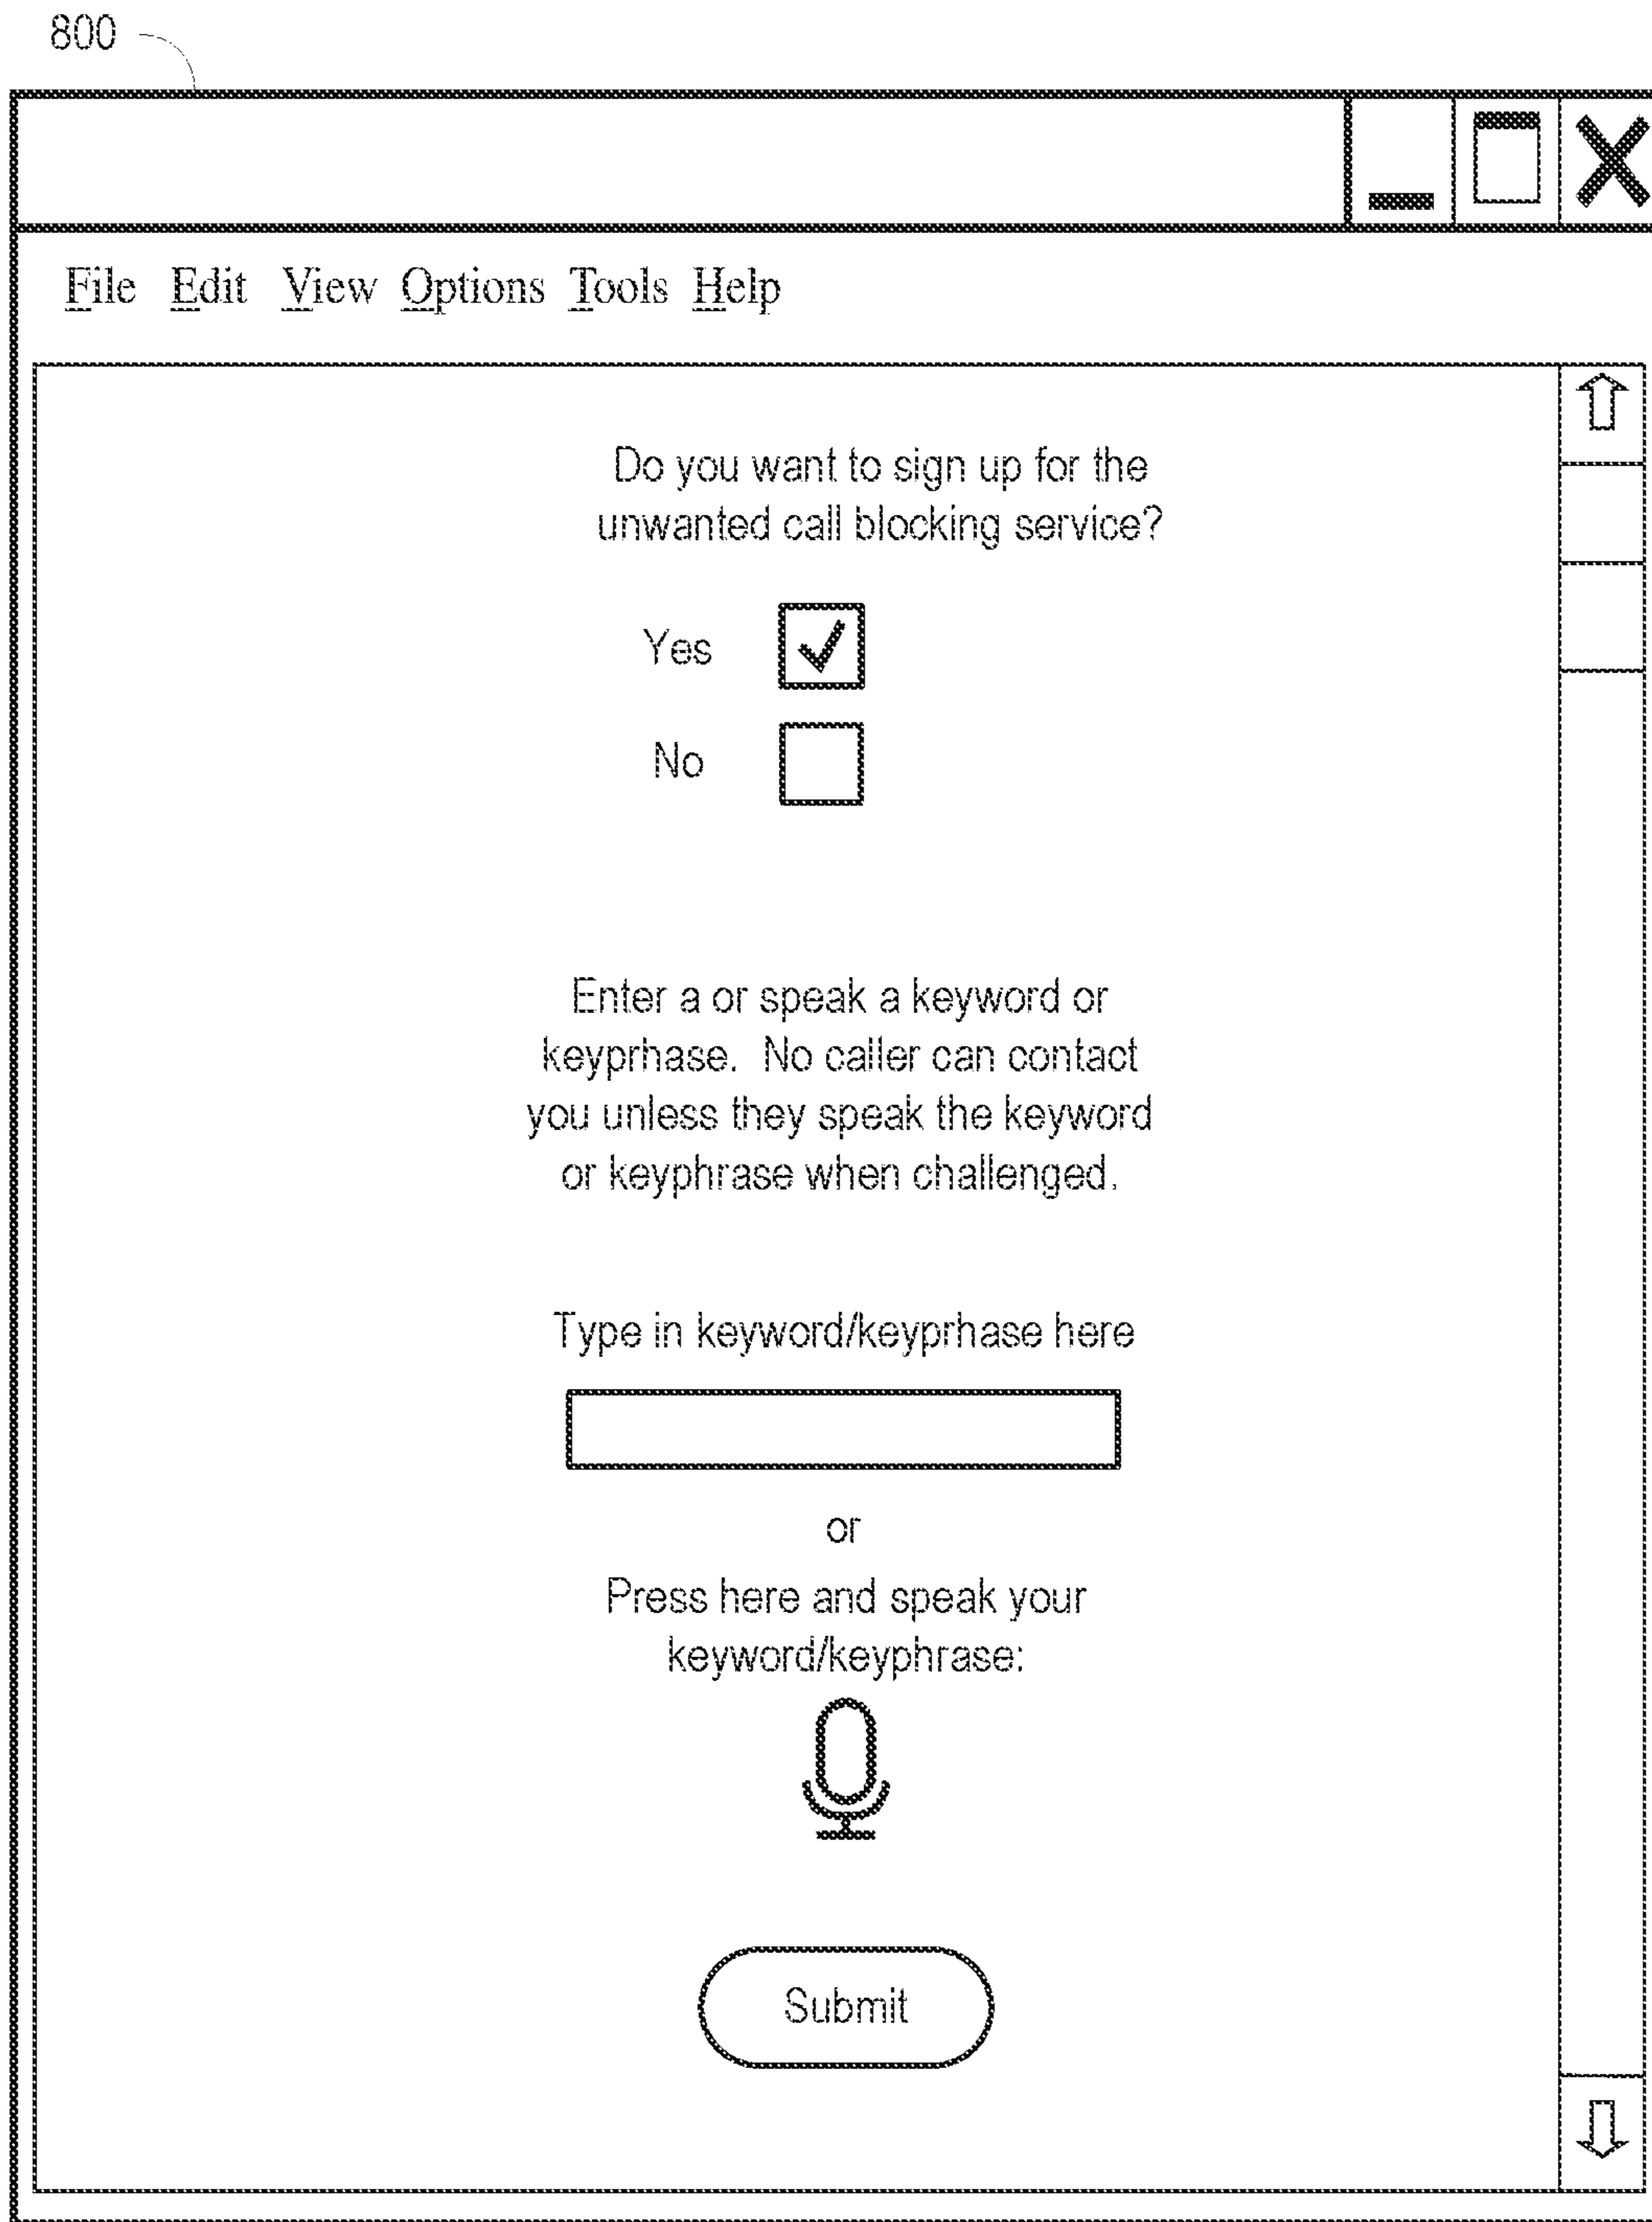 800
File Edit View Options Tools Help
Do you want to sign up for the
unwanted call blocking service?
Yes
No
Enter a or speak a keyword or
keyprhase. No caller can contact
you unless they speak the keyword
or keyphrase when challenged.
Type in keyword/keyprhase here
or
Press here and speak your
keyword/keyphrase:
Submit